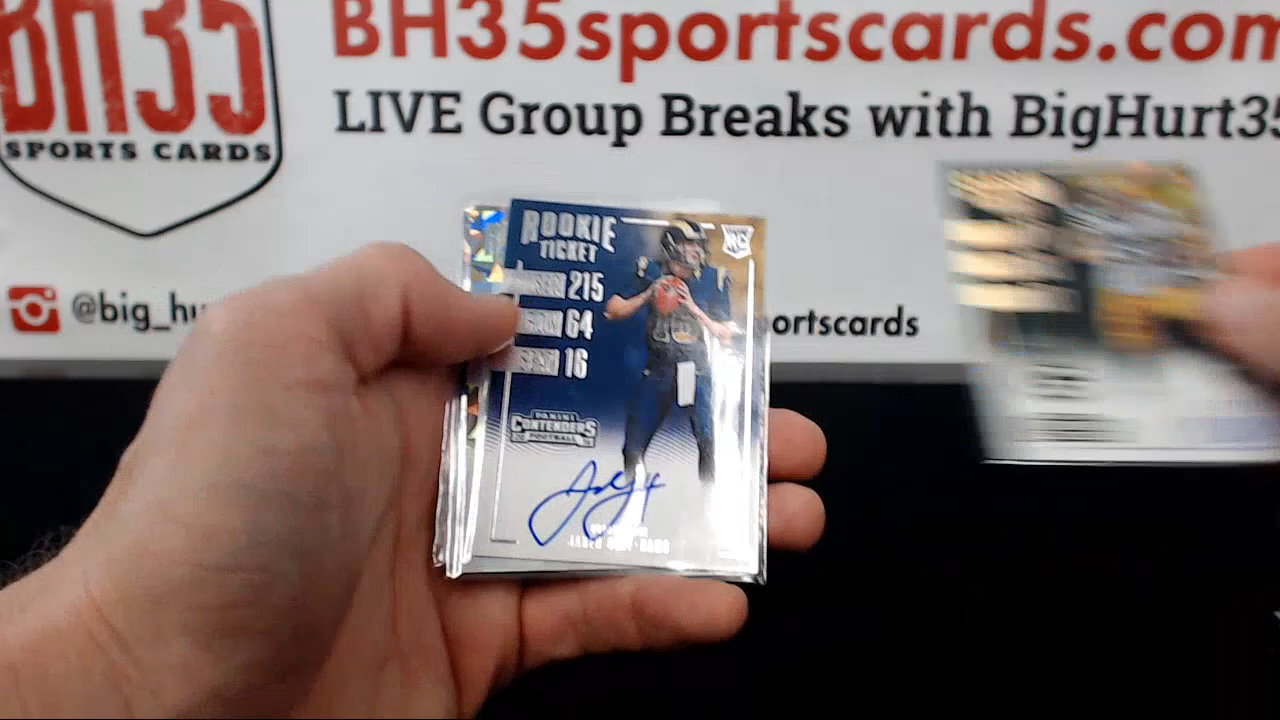 BH35
SPORTS CARDS
BH35sportscards.com
LIVE Group Breaks with BigHurt35
@big_hu
ortscards
ROOKIE
TICKET
RC
215
64
16
PANINI
CONTENDERS
FOOTBALL